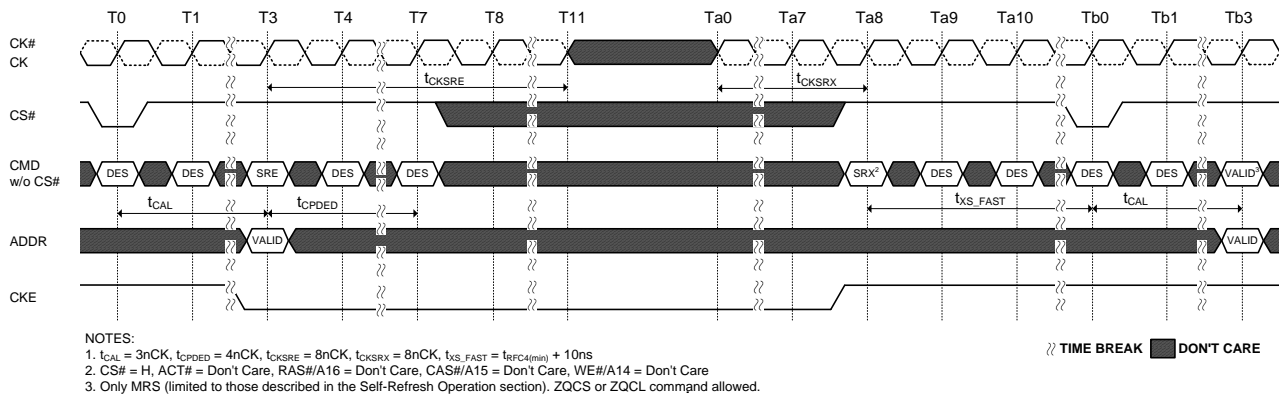 T0 T1 T3 T4 T7 T8 T11 Ta0 Ta7 Ta8 Ta9 Ta10 Tb0 Tb1 Tb3
CK#
CK
tCKSRE tCKSRX
CS#
CMD
w/o CS#
DES DES SRE DES DES SRX2 DES DES DES DES VALID3
tCAL tCPDED tXS_FAST tCAL
ADDR
VALID VALID
CKE
NOTES:
1. tCAL = 3nCK, tCPDED = 4nCK, tCKSRE = 8nCK, tCKSRX = 8nCK, tXS_FAST = tRFC4(min) + 10ns
2. CS# = H, ACT# = Don't Care, RAS#/A16 = Don't Care, CAS#/A15 = Don't Care, WE#/A14 = Don't Care
3. Only MRS (limited to those described in the Self-Refresh Operation section). ZQCS or ZQCL command allowed.
TIME BREAK DON'T CARE